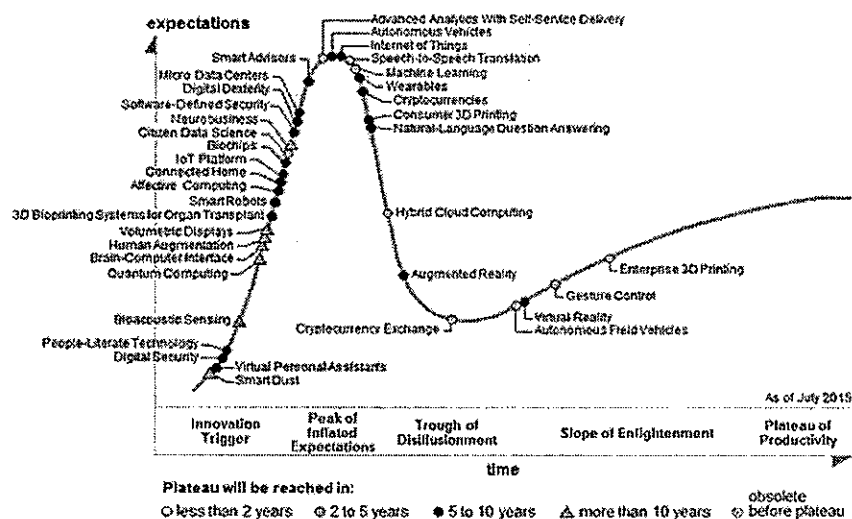 expectations
Advanced Analytics With Self-Service Delivery
Autonomous Vehicles
Internet of Things
Speech-to-Speech Translation
Machine Learning
Wearables
Cryptocurrencies
Consumer 3D Printing
Natural-Language Question Answering
Smart Advisors
Micro Data Centers
Digital Dexterity
Software-Defined Security
Neurobusiness
Citizen Data Science
Biochips
IoT Platform
Connected Home
Affective Computing
Smart Robots
3D Bioprinting Systems for Organ Transplant
Volumetric Displays
Human Augmentation
Brain-Computer Interface
Quantum Computing
Bioacoustic Sensing
People-Literate Technology
Digital Security
Virtual Personal Assistants
Smart Dust
Hybrid Cloud Computing
Augmented Reality
Cryptocurrency Exchange
Enterprise 3D Printing
Gesture Control
Virtual Reality
Autonomous Field Vehicles
As of July 2015
Innovation
Trigger
Peak of
Inflated
Expectations
Trough of
Disillusionment
Slope of Enlightenment
Plateau of
Productivity
time
Plateau will be reached in:
less than 2 years
2 to 5 years
5 to 10 years
more than 10 years
obsolete
before plateau